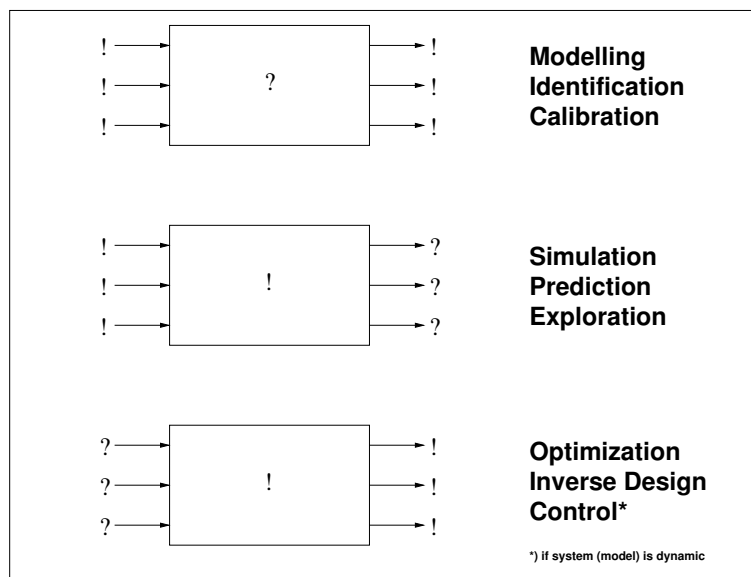 ! !
! ? !
! !
Modelling
Identification
Calibration
! ?
! ! ?
! ?
Simulation
Prediction
Exploration
? !
? ! !
? !
Optimization
Inverse Design
Control*
*) if system (model) is dynamic